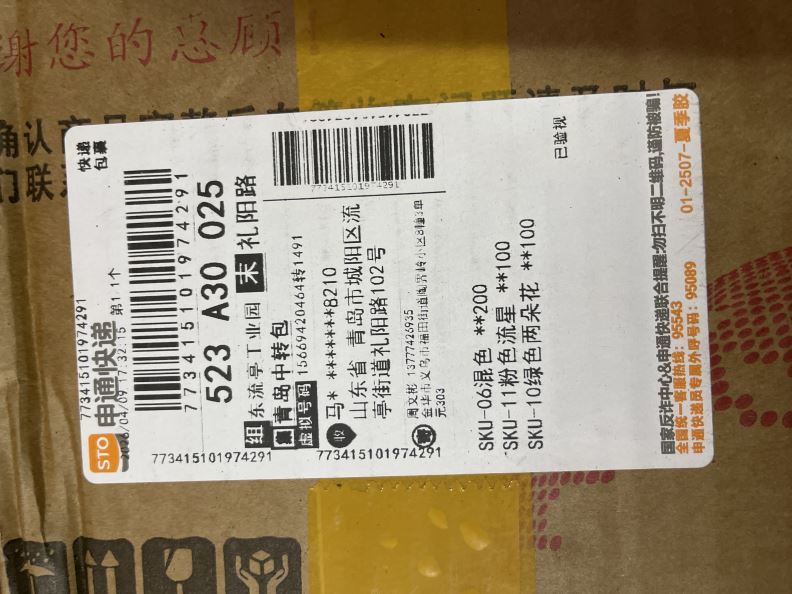 谢您的惠顾
确认
门联
快递
包裹
773415101974291
STO 申通快递
2026/04/09 17:32:15 第1/1个
773415101974291
523 A30 025
组 东流亭工业园 末 礼阳路
集 青岛中转包
虚拟号码 15669420464转1491
773415101974291
收 马* *******8210
山东省 青岛市城阳区流
亭街道礼阳路102号
773415101974291
寄 周文彬 13777426935
元303
773415101974291
SKU-06混色 **200
SKU-11粉色流星 **100
SKU-10绿色两朵花 **100
已验视
国家反诈中心&申通快递联合提醒:勿扫不明二维码,谨防被骗!
全国统一客服热线: 95543
申通快递员专属外呼号码: 95089
01-2507-夏季胶